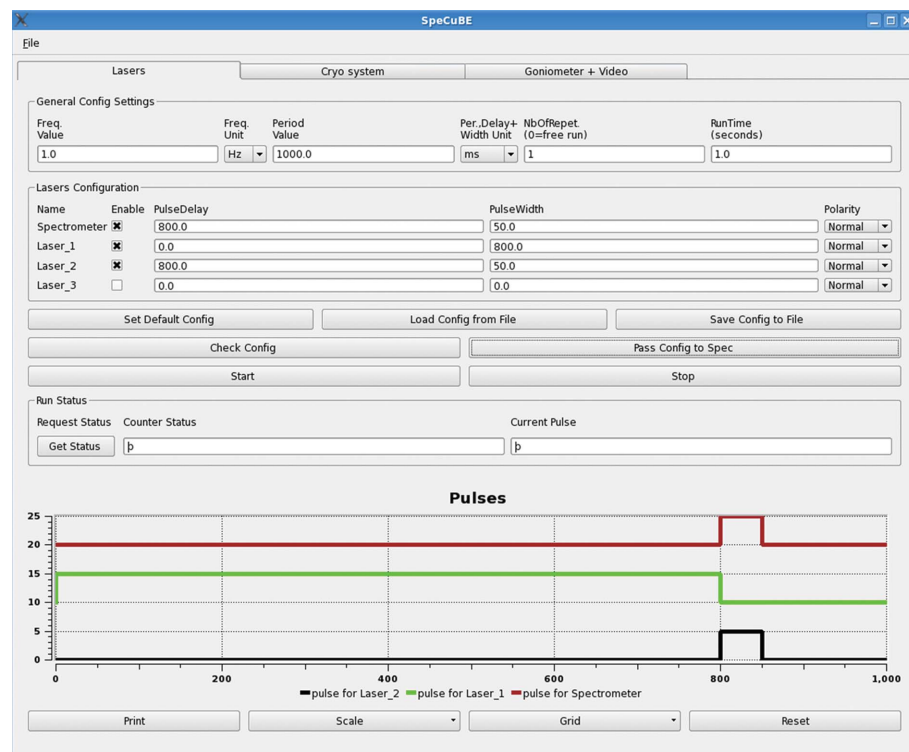 SpeCuBE
File
Lasers Cryo system Goniometer + Video
General Config Settings
Freq. Freq. Period Per.,Delay+ NbOfRepet. RunTime
Value Unit Value Width Unit (0=free run) (seconds)
1.0 Hz 1000.0 ms 1 1.0
Lasers Configuration
Name Enable PulseDelay PulseWidth Polarity
Spectrometer 800.0 50.0 Normal
Laser_1 0.0 800.0 Normal
Laser_2 800.0 50.0 Normal
Laser_3 0.0 0.0 Normal
Set Default Config Load Config from File Save Config to File
Check Config Pass Config to Spec
Start Stop
Run Status
Request Status Counter Status Current Pulse
Get Status þ þ
Pulses
25
20
15
10
5
0
0 200 400 600 800 1,000
pulse for Laser_2 pulse for Laser_1 pulse for Spectrometer
Print Scale Grid Reset